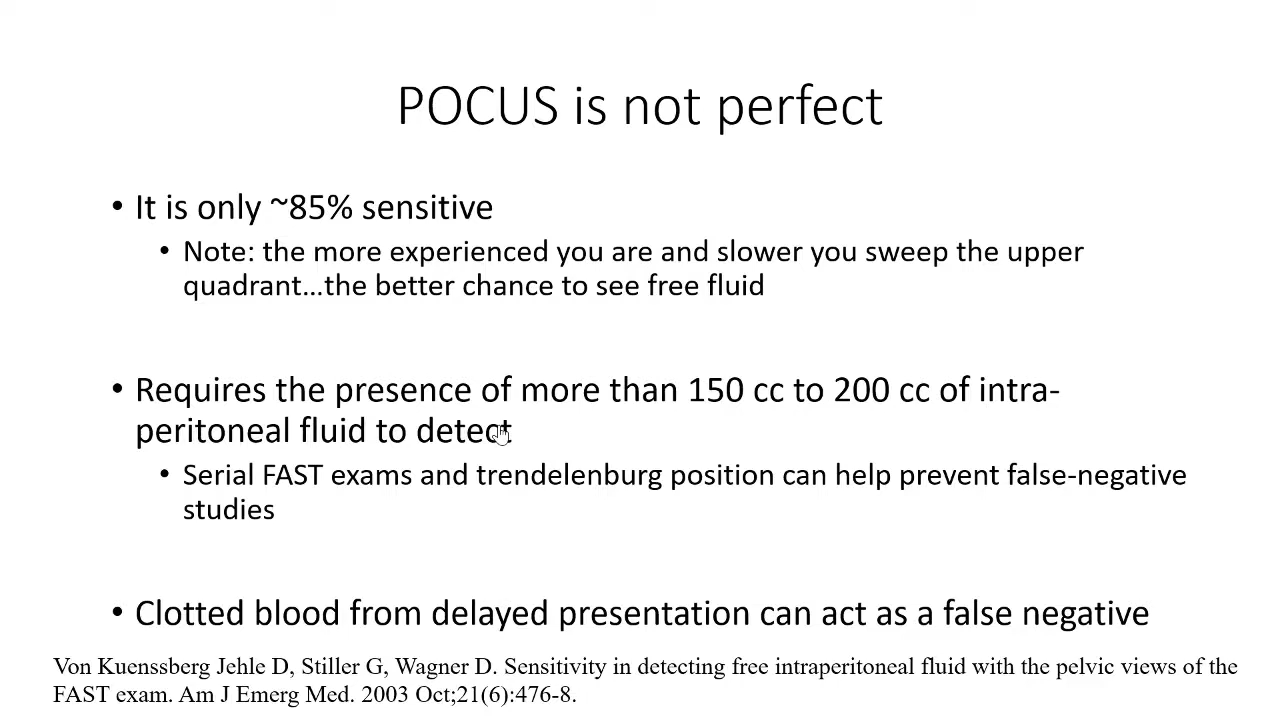 POCUS is not perfect
• It is only ~85% sensitive
• Note: the more experienced you are and slower you sweep the upper
quadrant...the better chance to see free fluid
• Requires the presence of more than 150 cc to 200 cc of intra-
peritoneal fluid to detect
• Serial FAST exams and trendelenburg position can help prevent false-negative
studies
• Clotted blood from delayed presentation can act as a false negative
Von Kuenssberg Jehle D, Stiller G, Wagner D. Sensitivity in detecting free intraperitoneal fluid with the pelvic views of the
FAST exam. Am J Emerg Med. 2003 Oct;21(6):476-8.